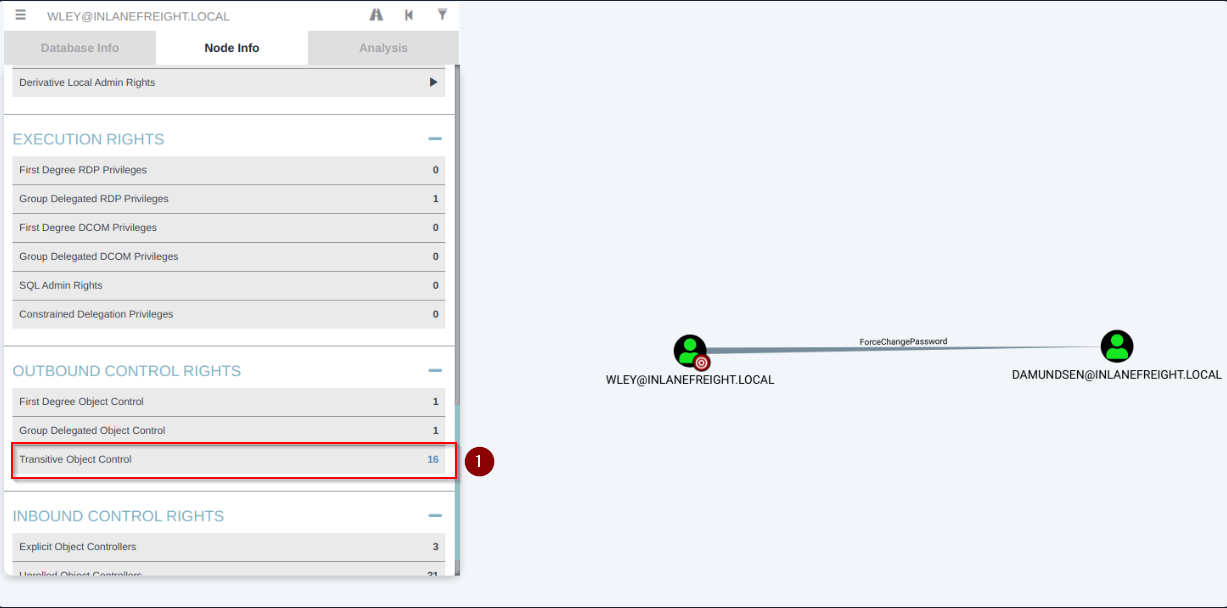 WLEY@INLANEFREIGHT.LOCAL
Database Info Node Info Analysis
Derivative Local Admin Rights
EXECUTION RIGHTS
First Degree RDP Privileges 0
Group Delegated RDP Privileges 1
First Degree DCOM Privileges 0
Group Delegated DCOM Privileges 0
SQL Admin Rights 0
Constrained Delegation Privileges 0
OUTBOUND CONTROL RIGHTS
First Degree Object Control 1
Group Delegated Object Control 1
Transitive Object Control 16
1
INBOUND CONTROL RIGHTS
Explicit Object Controllers 3
Unrolled Object Controllers 21
ForceChangePassword
WLEY@INLANEFREIGHT.LOCAL
DAMUNDSEN@INLANEFREIGHT.LOCAL